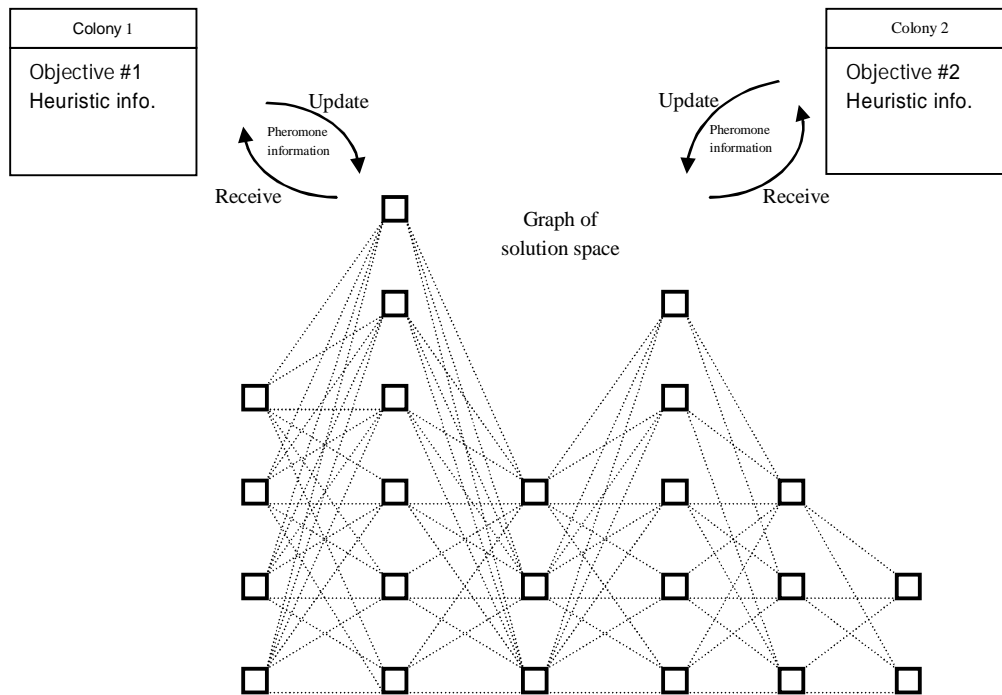 Colony 1
Objective #1
Heuristic info.
Update
Pheromone
information
Receive
Colony 2
Objective #2
Heuristic info.
Update
Pheromone
information
Receive
Graph of
solution space